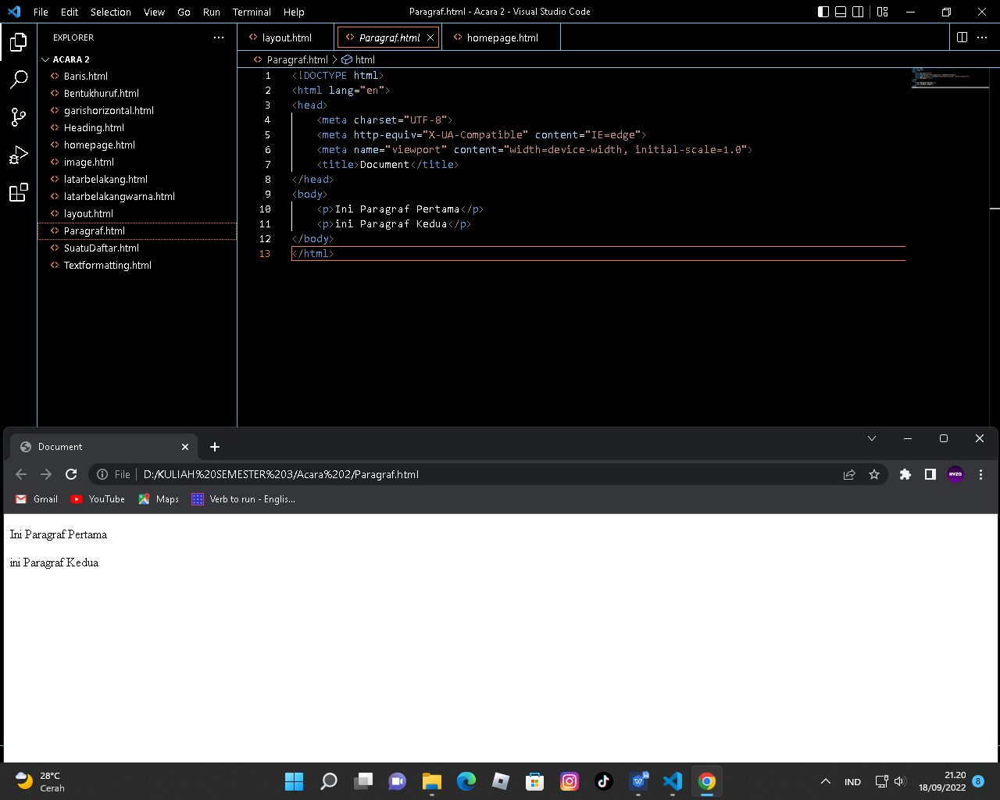 File Edit Selection View Go Run Terminal Help
Paragraf.html - Acara 2 - Visual Studio Code
EXPLORER
ACARA 2
Baris.html
Bentukhuruf.html
garishorizontal.html
Heading.html
homepage.html
image.html
latarbelakang.html
latarbelakangwarna.html
layout.html
Paragraf.html
SuatuDaftar.html
Textformatting.html
layout.html Paragraf.html homepage.html
Paragraf.html > html
1 <!DOCTYPE html>
2 <html lang="en">
3 <head>
4 <meta charset="UTF-8">
5 <meta http-equiv="X-UA-Compatible" content="IE=edge">
6 <meta name="viewport" content="width=device-width, initial-scale=1.0">
7 <title>Document</title>
8 </head>
9 <body>
10 <p>Ini Paragraf Pertama</p>
11 <p>ini Paragraf Kedua</p>
12 </body>
13 </html>
Document
File D:/KULIAH%20SEMESTER%203/Acara%202/Paragraf.html
HYZO
Gmail YouTube Maps Verb to run - Englis...
Ini Paragraf Pertama
ini Paragraf Kedua
28°C
Cerah
IND
21.20
18/09/2022
8